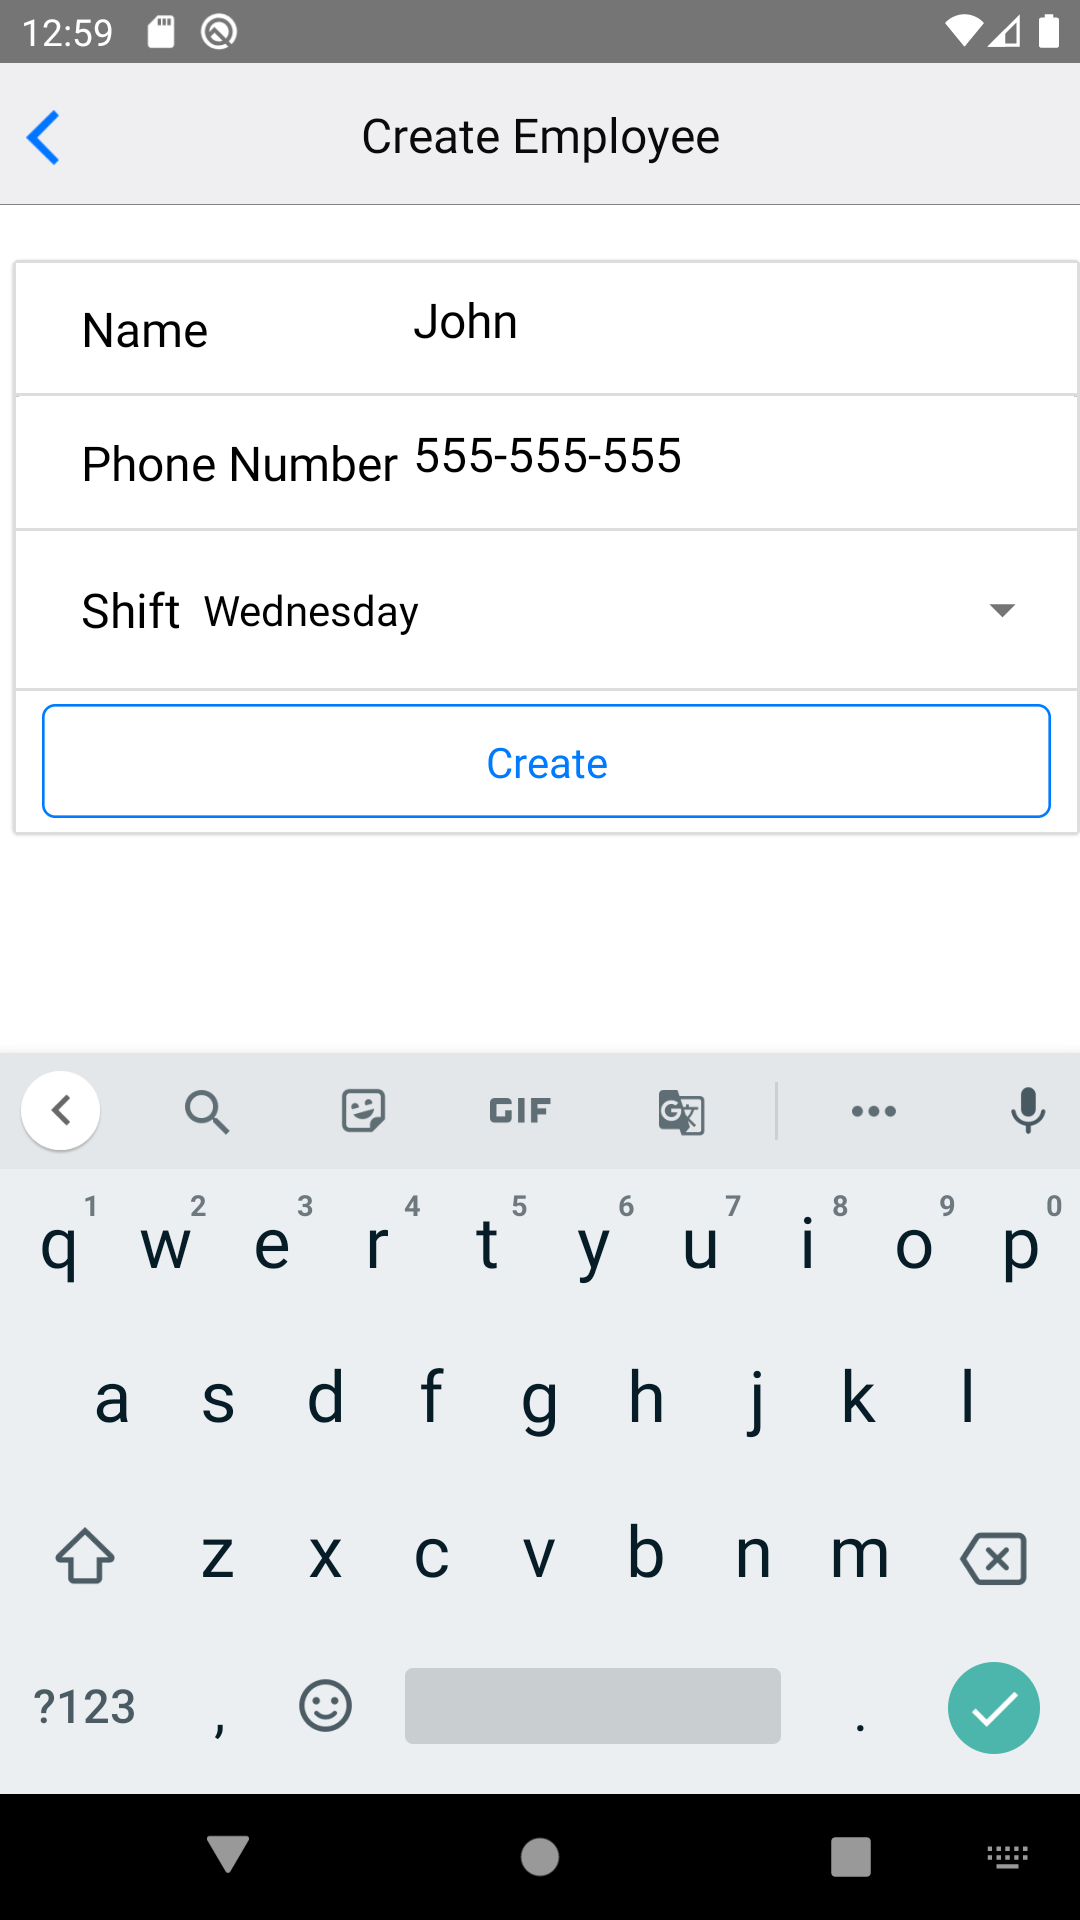 12:59
Create Employee
Name John
Phone Number 555-555-555
Shift Wednesday
Create
GIF
G
1 2 3 4 5 6 7 8 9 0
q w e r t y u i o p
a s d f g h j k l
z x c v b n m
?123 , .